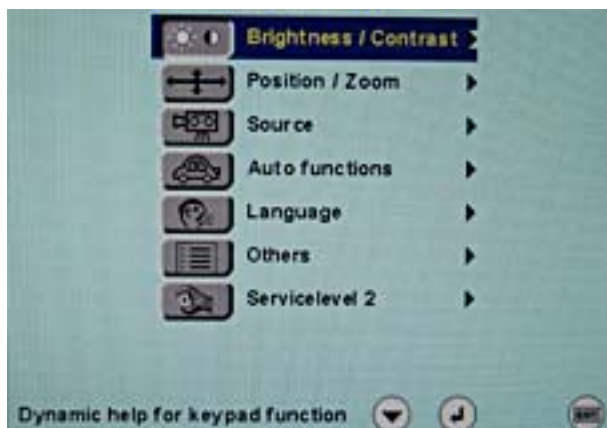 Brightness / Contrast
Position / Zoom
Source
Auto functions
Language
Others
Servicelevel 2
Dynamic help for keypad function